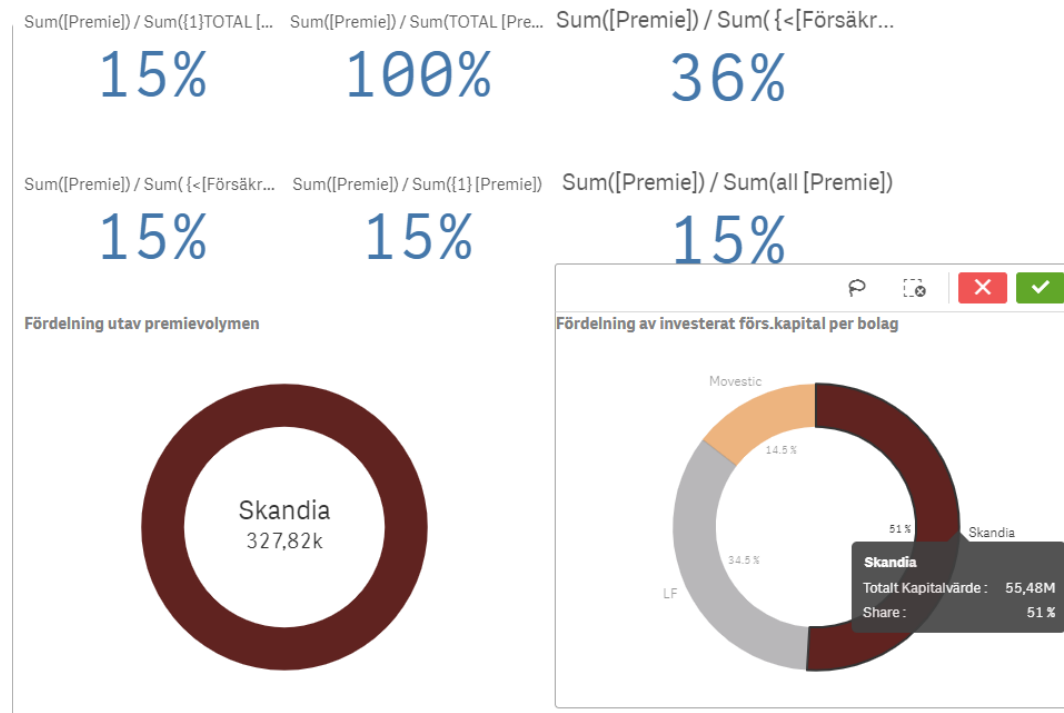 Sum([Premie]) / Sum({1}TOTAL [...
Sum([Premie]) / Sum(TOTAL [Pre...
Sum([Premie]) / Sum( {<[Försäkr...
15%
100%
36%
Sum([Premie]) / Sum( {<[Försäkr...
Sum([Premie]) / Sum({1} [Premie])
Sum([Premie]) / Sum(all [Premie])
15%
15%
15%
Fördelning utav premievolymen
Skandia
327,82k
Fördelning av investerat förs.kapital per bolag
Movestic
14.5 %
51 %
Skandia
34.5 %
LF
Skandia
Totalt Kapitalvärde : 55,48M
Share : 51 %